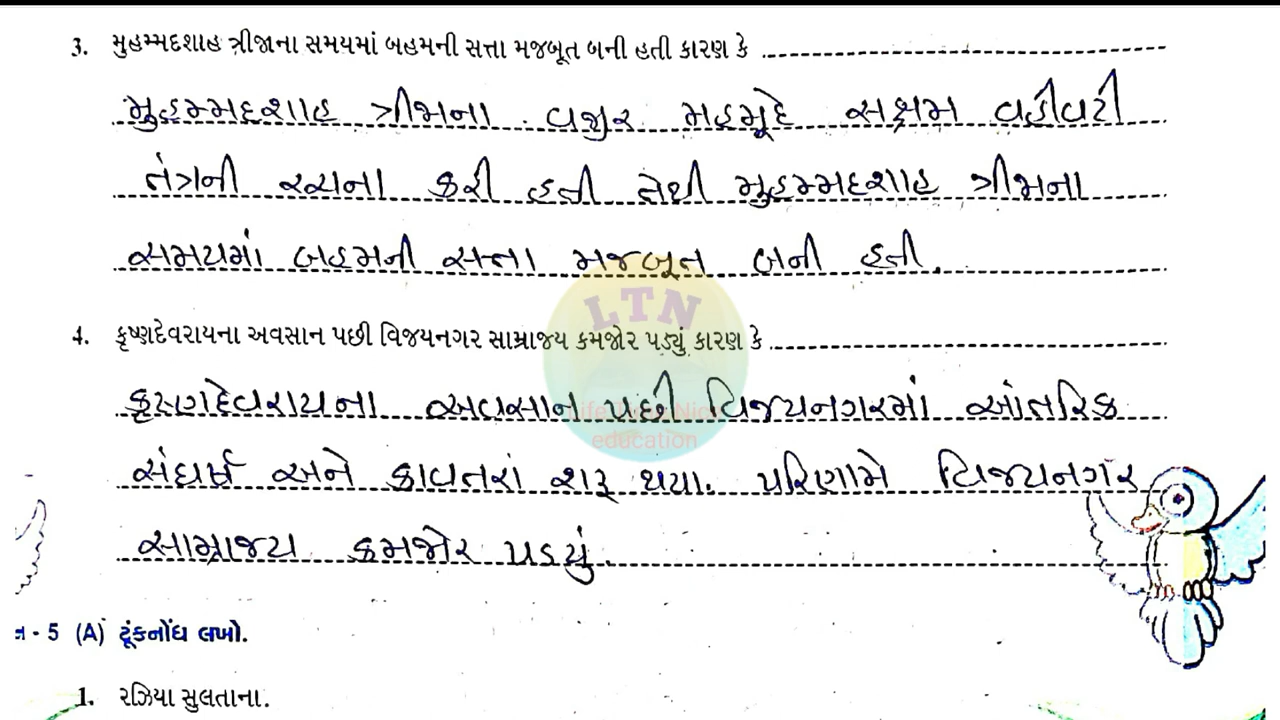 3. મુહમ્મદશાહ ત્રીજાના સમયમાં બહમની સત્તા મજબૂત બની હતી કારણ કે
મુહમ્મદશાહ ત્રીજાના વજીર મહમૂદે સક્ષમ વહીવટી
તંત્રની રચના કરી હતી તેથી મુહમ્મદશાહ ત્રીજાના
સમયમાં બહમની સત્તા મજબૂત બની હતી.
LTN
4. કૃષ્ણદેવરાયના અવસાન પછી વિજયનગર સામ્રાજ્ય કમજોર પડ્યું કારણ કે
કૃષ્ણદેવરાયના અવસાન પછી વિજયનગરમાં આંતરિક
education
સંઘર્ષ અને કાવતરાં શરૂ થયા. પરિણામે વિજયનગર
સામ્રાજ્ય કમજોર પડયું.
ન - 5 (A) ટૂંકનોંધ લખો.
1. રઝિયા સુલતાના.